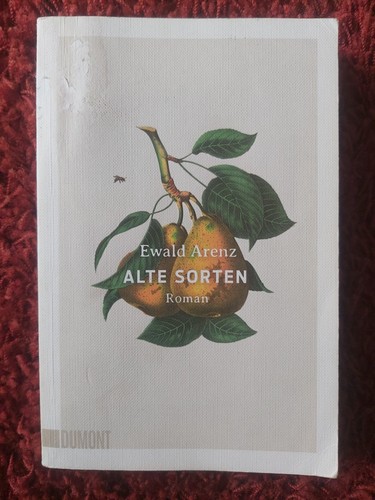 Ewald Arenz
ALTE SORTEN
Roman
DUMONT